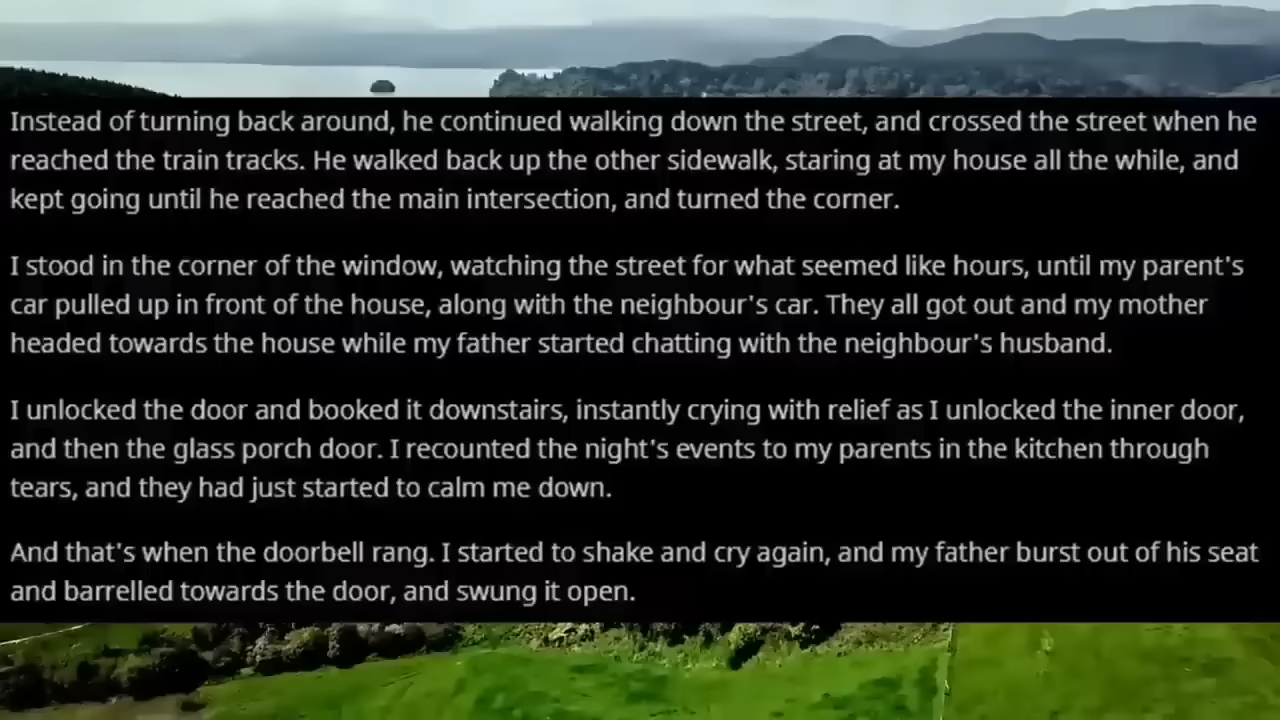 Instead of turning back around, he continued walking down the street, and crossed the street when he
reached the train tracks. He walked back up the other sidewalk, staring at my house all the while, and
kept going until he reached the main intersection, and turned the corner.
I stood in the corner of the window, watching the street for what seemed like hours, until my parent's
car pulled up in front of the house, along with the neighbour's car. They all got out and my mother
headed towards the house while my father started chatting with the neighbour's husband.
I unlocked the door and booked it downstairs, instantly crying with relief as I unlocked the inner door,
and then the glass porch door. I recounted the night's events to my parents in the kitchen through
tears, and they had just started to calm me down.
And that's when the doorbell rang. I started to shake and cry again, and my father burst out of his seat
and barrelled towards the door, and swung it open.